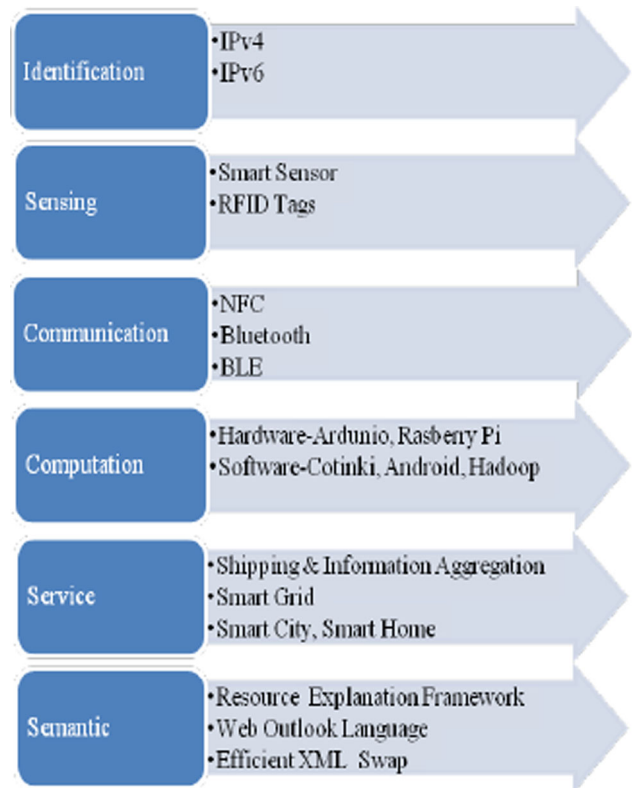 Identification
•IPv4
•IPv6
Sensing
•Smart Sensor
•RFID Tags
Communication
•NFC
•Bluetooth
•BLE
Computation
•Hardware-Ardunio, Rasberry Pi
•Software-Cotinki, Android, Hadoop
Service
•Shipping & Information Aggregation
•Smart Grid
•Smart City, Smart Home
Semantic
•Resource Explanation Framework
•Web Outlook Language
•Efficient XML Swap